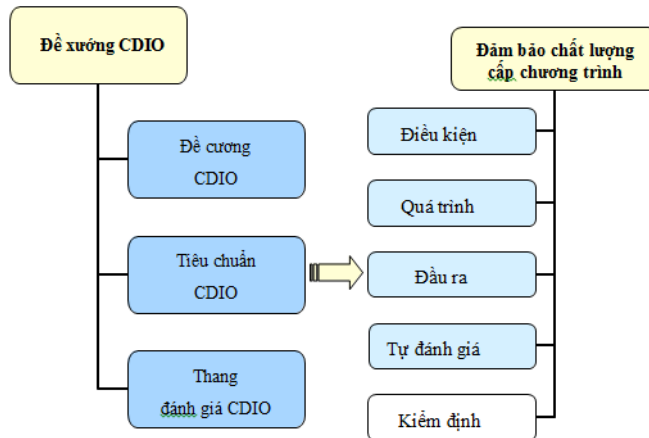 Đề xướng CDIO
Đề cương
CDIO
Tiêu chuẩn
CDIO
Thang
đánh giá CDIO
Đảm bảo chất lượng
cấp chương trình
Điều kiện
Quá trình
Đầu ra
Tự đánh giá
Kiểm định